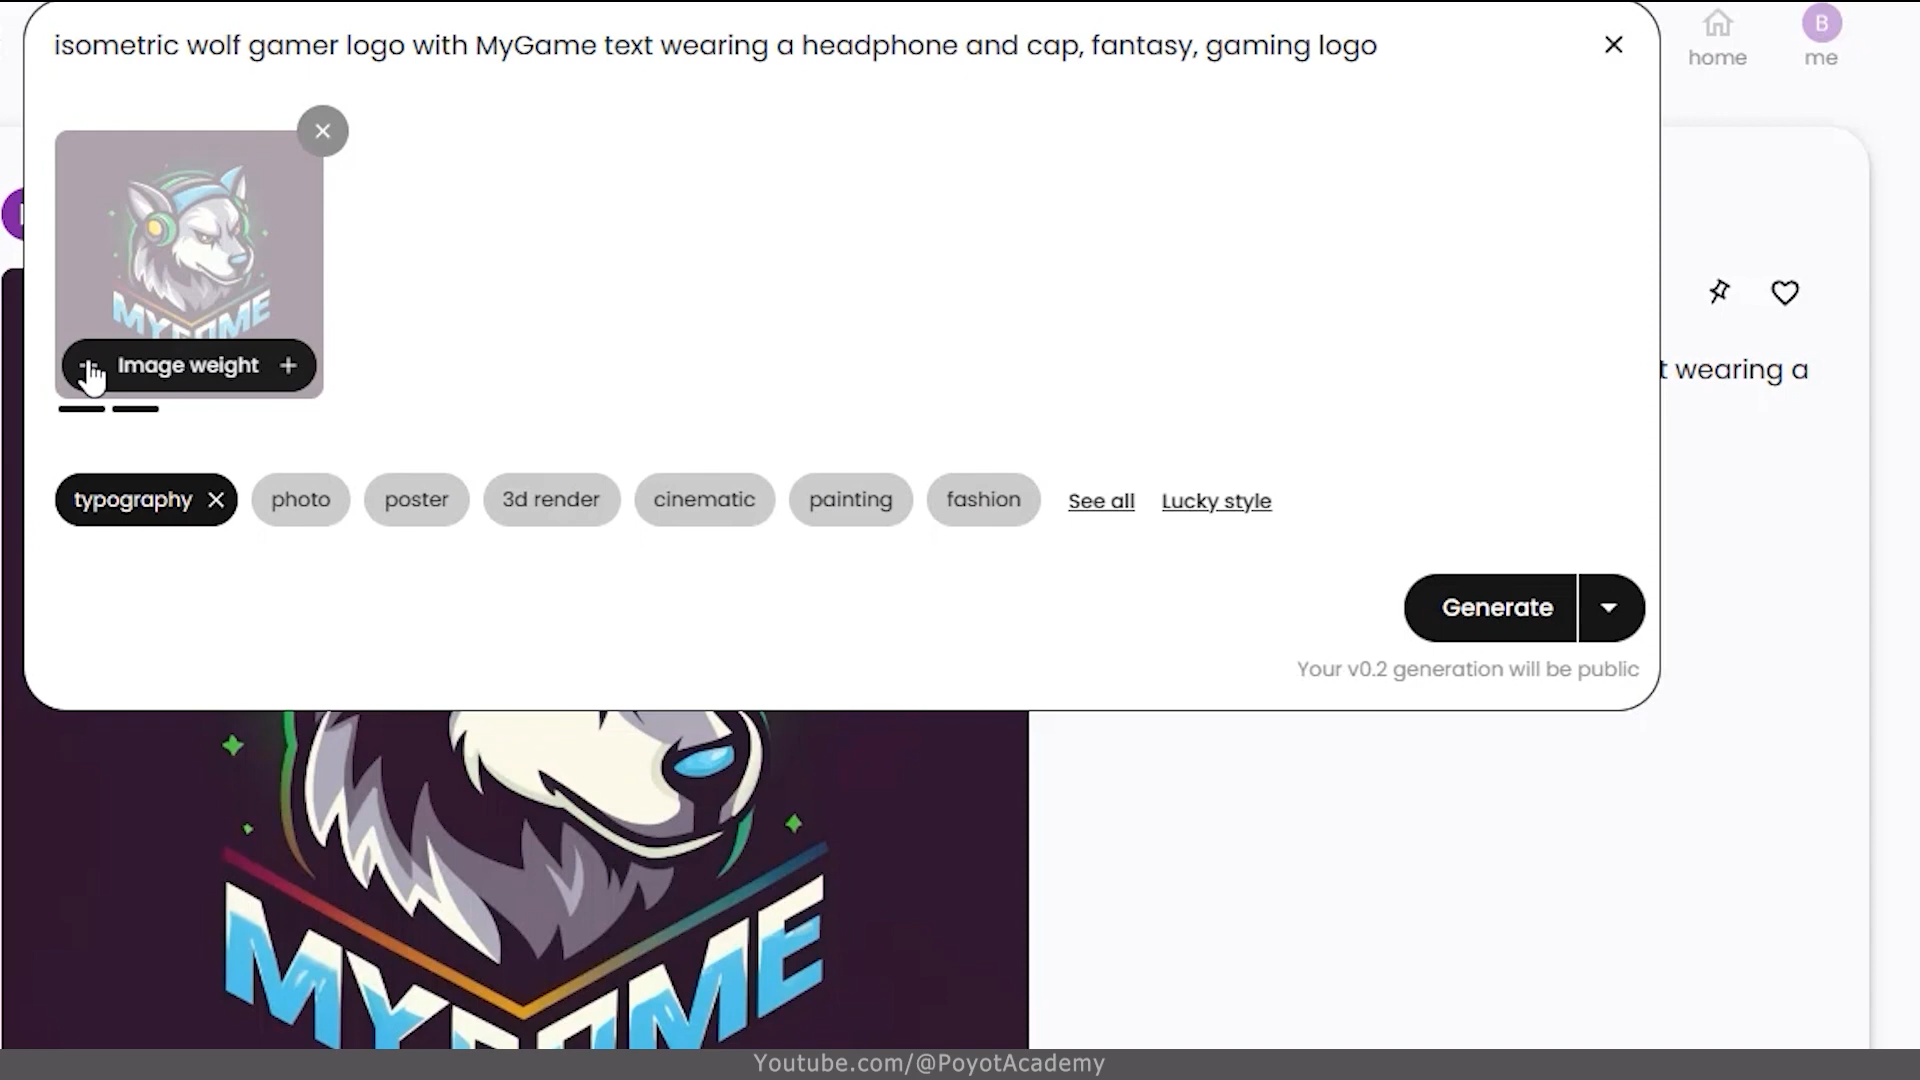 isometric wolf gamer logo with MyGame text wearing a headphone and cap, fantasy, gaming logo
home
B
me
MYGOME
Image weight +
t wearing a
typography
photo
poster
3d render
cinematic
painting
fashion
See all
Lucky style
Generate
Your v0.2 generation will be public
MYGOME
Youtube.com/@PoyotAcademy